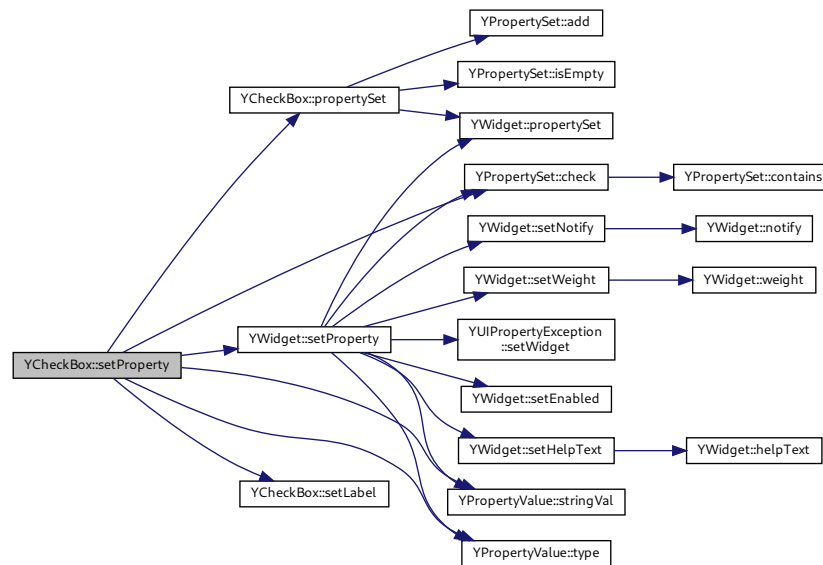 YPropertySet::add
YPropertySet::isEmpty
YCheckBox::propertySet
YWidget::propertySet
YPropertySet::check
YPropertySet::contains
YWidget::setNotify
YWidget::notify
YWidget::setWeight
YWidget::weight
YWidget::setProperty
YUIPropertyException
::setWidget
YCheckBox::setProperty
YWidget::setEnabled
YWidget::setHelpText
YWidget::helpText
YCheckBox::setLabel
YPropertyValue::stringVal
YPropertyValue::type